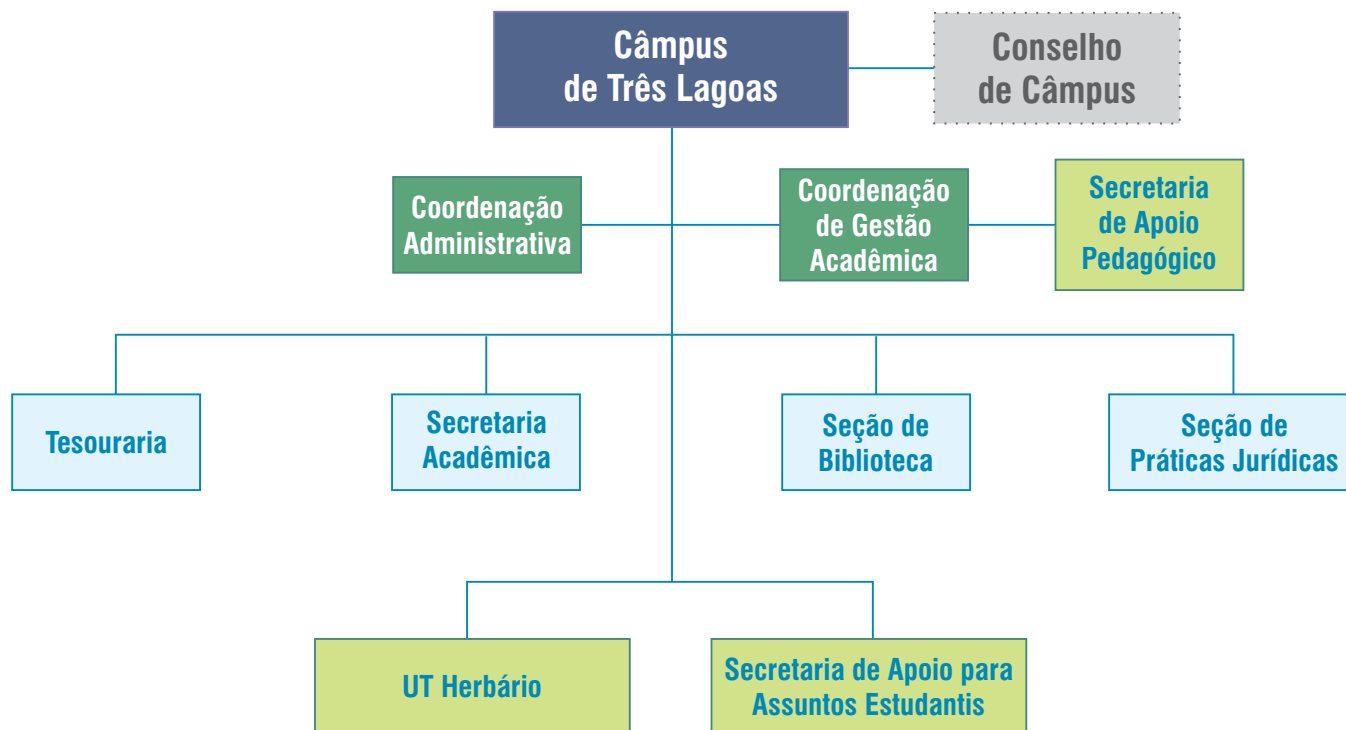 Câmpus
de Três Lagoas
Conselho
de Câmpus
Coordenação
Administrativa
Coordenação
de Gestão
Acadêmica
Secretaria
de Apoio
Pedagógico
Tesouraria
Secretaria
Acadêmica
Seção de
Biblioteca
Seção de
Práticas Jurídicas
UT Herbário
Secretaria de Apoio para
Assuntos Estudantis